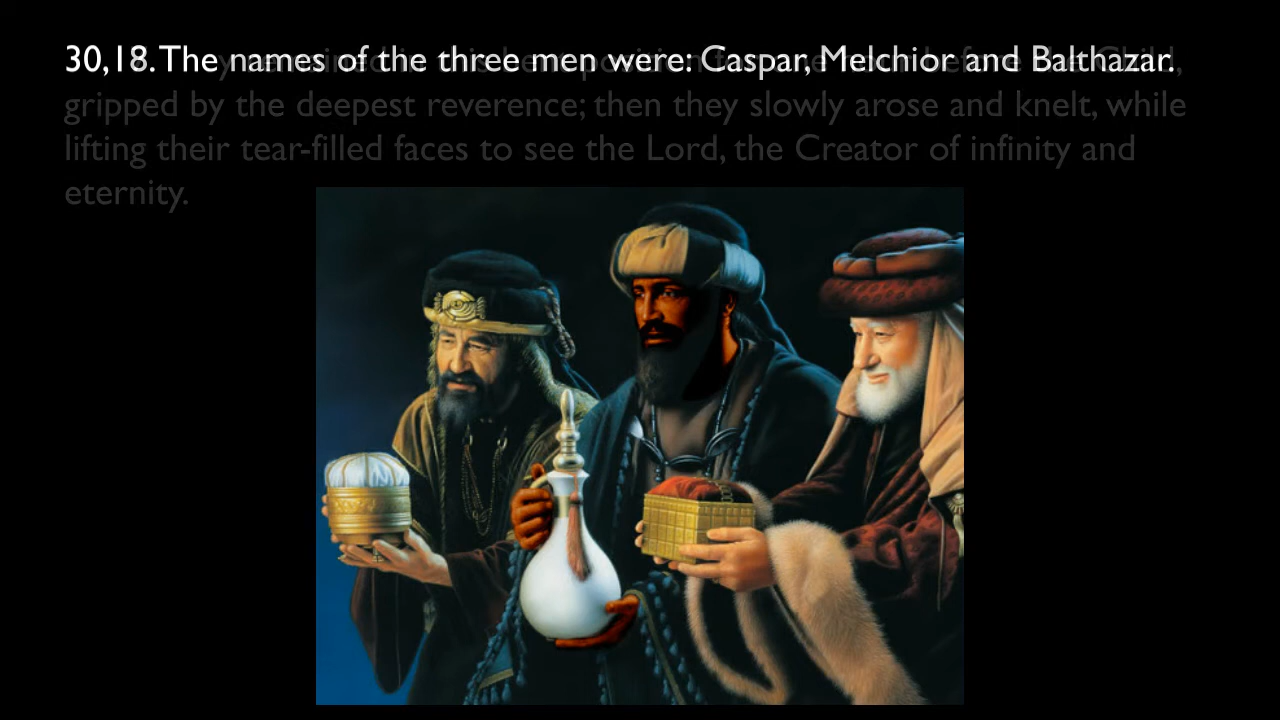 30,18. The names of the three men were: Caspar, Melchior and Balthazar.
gripped by the deepest reverence; then they slowly arose and knelt, while
lifting their tear-filled faces to see the Lord, the Creator of infinity and
eternity.